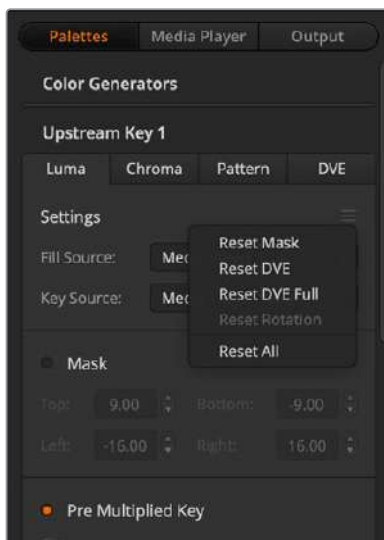 Palettes Media Player Output
Color Generators
Upstream Key 1
Luma Chroma Pattern DVE
Settings
Reset Mask
Reset DVE
Reset DVE Full
Reset Rotation
Reset All
Fill Source:
Key Source:
Mask
Top: 9.00 Bottom: -9.00
Left: -16.00 Right: 16.00
Pre Multiplied Key